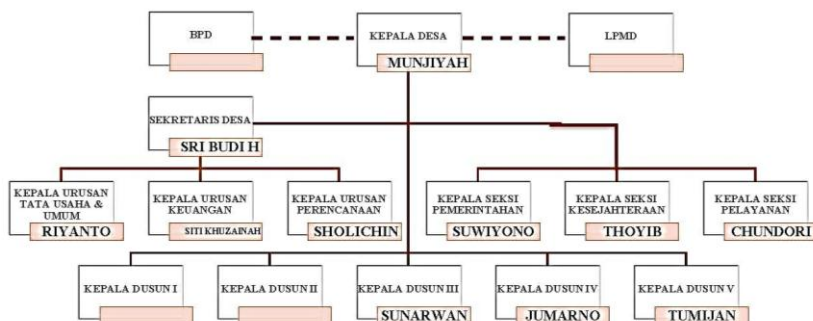 BPD
KEPALA DESA
LPMD
MUNJIYAH
SEKRETARIS DESA
SRI BUDI H
KEPALA URUSAN
TATA USAHA &
UMUM
RIYANTO
KEPALA URUSAN
KEUANGAN
SITI KHUZAINAH
KEPALA URUSAN
PERENCANAAN
SHOLICHIN
KEPALA SEKSI
PEMERINTAHAN
SUWIYONO
KEPALA SEKSI
KESEJAHTERAAN
THOYIB
KEPALA SEKSI
PELAYANAN
CHUNDORI
KEPALA DUSUN I
KEPALA DUSUN II
KEPALA DUSUN III
SUNARWAN
KEPALA DUSUN IV
JUMARNO
KEPALA DUSUN V
TUMIJAN